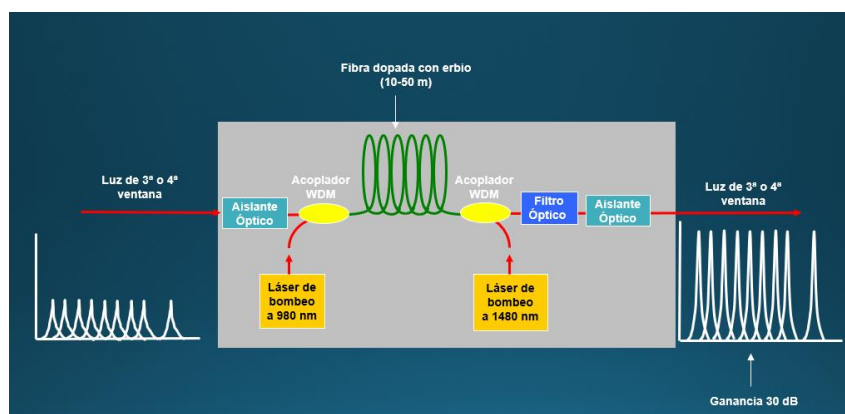 Fibra dopada con erbio
(10-50 m)
Luz de 3ª o 4ª
ventana
Acoplador
WDM
Acoplador
WDM
Luz de 3ª o 4ª
ventana
Aislante
Óptico
Filtro
Óptico
Aislante
Óptico
Láser de
bombeo
a 980 nm
Láser de
bombeo
a 1480 nm
Ganancia 30 dB